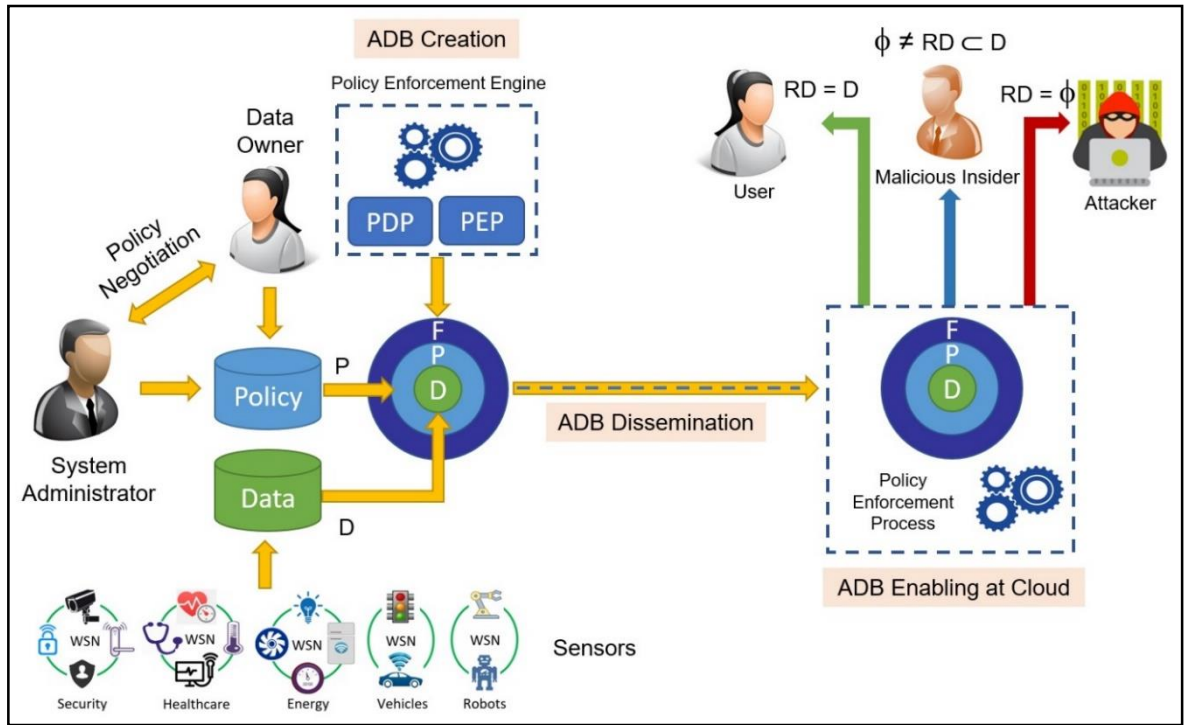 ADB Creation
Policy Enforcement Engine
PDP
PEP
Data
Owner
Policy
Negotiation
System
Administrator
Policy
P
Data
D
F
P
D
ADB Dissemination
ϕ ≠ RD ⊂ D
RD = D
RD = ϕ
User
Malicious Insider
Attacker
F
P
D
Policy
Enforcement
Process
ADB Enabling at Cloud
WSN
Security
WSN
Healthcare
WSN
Energy
WSN
Vehicles
WSN
Robots
Sensors